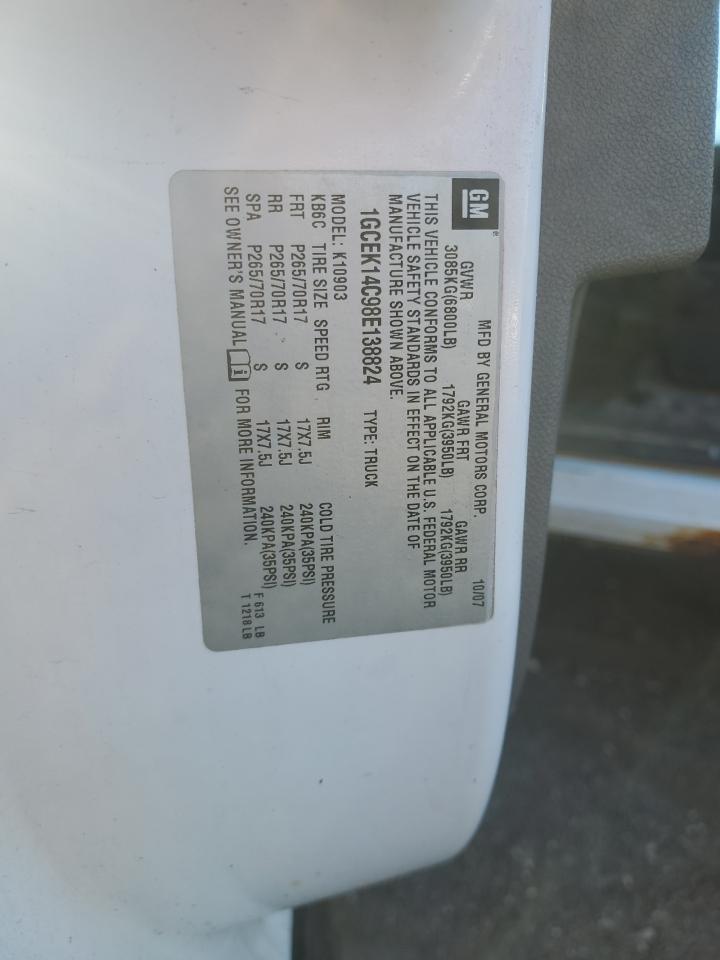 GM®
MFD BY GENERAL MOTORS CORP. 10/07
GVWR GAWR FRT GAWR RR
3085KG(6800LB) 1792KG(3950LB) 1792KG(3950LB)
THIS VEHICLE CONFORMS TO ALL APPLICABLE U.S. FEDERAL MOTOR
VEHICLE SAFETY STANDARDS IN EFFECT ON THE DATE OF
MANUFACTURE SHOWN ABOVE.
1GCEK14C98E138824 TYPE: TRUCK
MODEL: K10903
KB6C TIRE SIZE SPEED RTG RIM COLD TIRE PRESSURE
FRT P265/70R17 S 17X7.5J 240KPA(35PSI)
RR P265/70R17 S 17X7.5J 240KPA(35PSI)
SPA P265/70R17 S 17X7.5J 240KPA(35PSI)
SEE OWNER'S MANUAL i FOR MORE INFORMATION.
F 613 LB
T 1218 LB